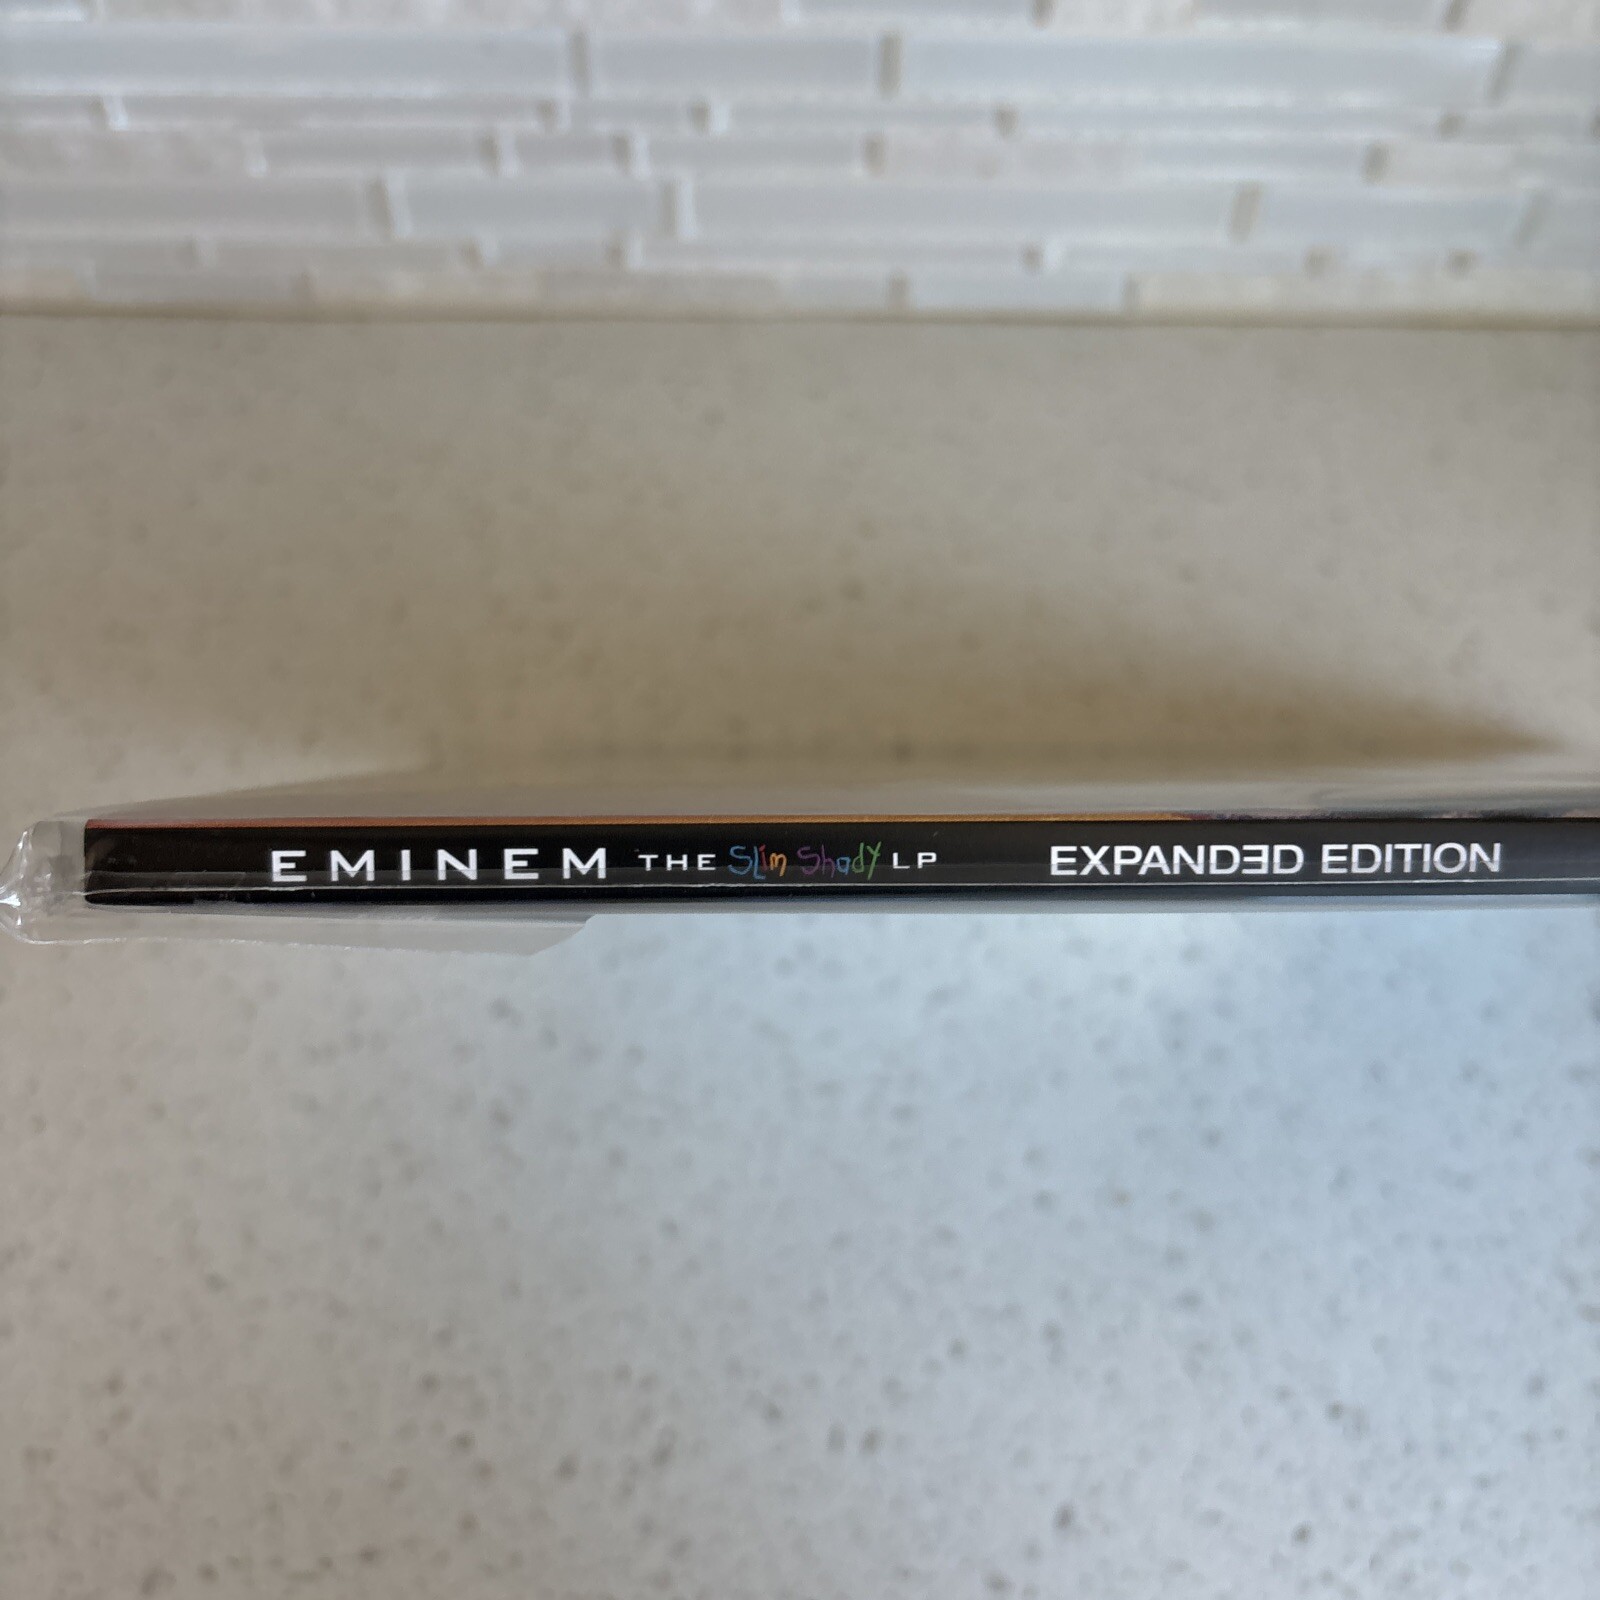 EMINEM THE Slim Shady LP EXPANDƎD EDITION